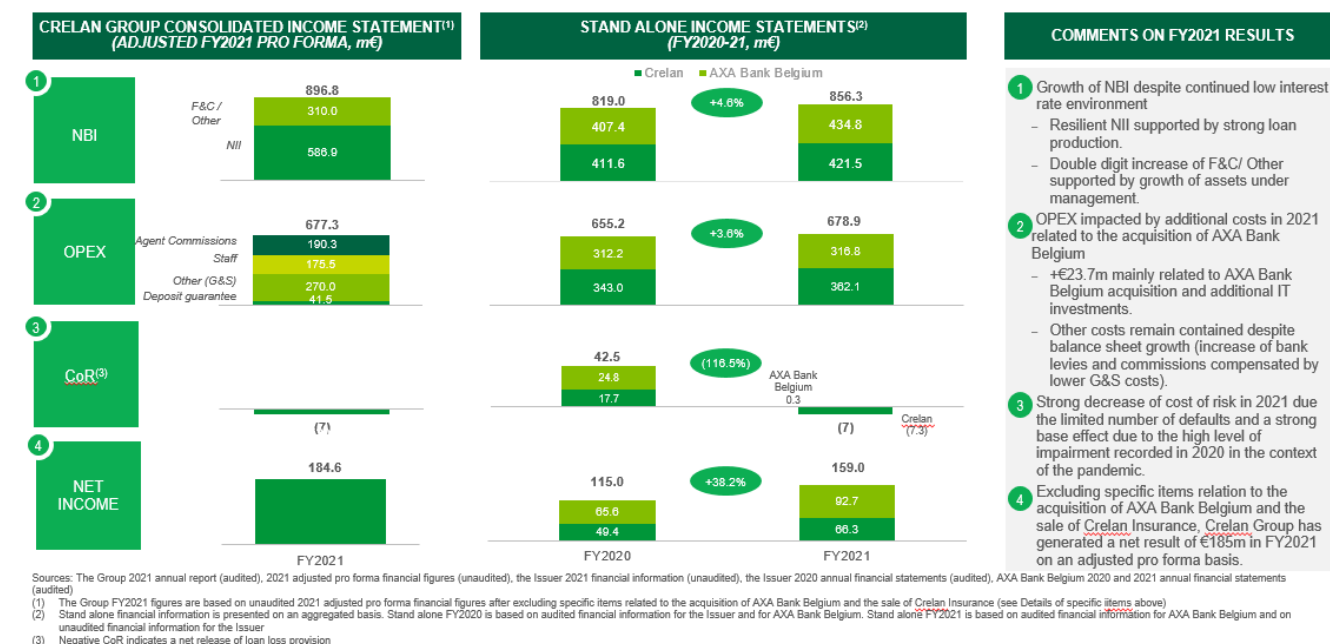 CRELAN GROUP CONSOLIDATED INCOME STATEMENT(1)
(ADJUSTED FY2021 PRO FORMA, m€)
STAND ALONE INCOME STATEMENTS(2)
(FY2020-21, m€)
COMMENTS ON FY2021 RESULTS
Crelan AXA Bank Belgium
1
NBI
896.8
F&C /
Other
310.0
NII
586.9
819.0
407.4
411.6
+4.6%
856.3
434.8
421.5
2
OPEX
677.3
Agent Commissions
190.3
Staff
175.5
Other (G&S)
270.0
Deposit guarantee
41.5
655.2
312.2
343.0
+3.6%
678.9
316.8
362.1
3
CoR(3)
(7)
42.5
24.8
17.7
(116.5%)
AXA Bank
Belgium
0.3
(7)
Crelan
(7.3)
4
NET
INCOME
184.6
FY2021
115.0
65.6
49.4
FY2020
+38.2%
159.0
92.7
66.3
FY2021
1 Growth of NBI despite continued low interest
rate environment
– Resilient NII supported by strong loan
production.
– Double digit increase of F&C/ Other
supported by growth of assets under
management.
2 OPEX impacted by additional costs in 2021
related to the acquisition of AXA Bank
Belgium
– +€23.7m mainly related to AXA Bank
Belgium acquisition and additional IT
investments.
– Other costs remain contained despite
balance sheet growth (increase of bank
levies and commissions compensated by
lower G&S costs).
3 Strong decrease of cost of risk in 2021 due
the limited number of defaults and a strong
base effect due to the high level of
impairment recorded in 2020 in the context
of the pandemic.
4 Excluding specific items relation to the
acquisition of AXA Bank Belgium and the
sale of Crelan Insurance, Crelan Group has
generated a net result of €185m in FY2021
on an adjusted pro forma basis.
Sources: The Group 2021 annual report (audited), 2021 adjusted pro forma financial figures (unaudited), the Issuer 2021 financial information (unaudited), the Issuer 2020 annual financial statements (audited), AXA Bank Belgium 2020 and 2021 annual financial statements
(audited)
(1) The Group FY2021 figures are based on unaudited 2021 adjusted pro forma financial figures after excluding specific items related to the acquisition of AXA Bank Belgium and the sale of Crelan Insurance (see Details of specific iitems above)
(2) Stand alone financial information is presented on an aggregated basis. Stand alone FY2020 is based on audited financial information for the Issuer and for AXA Bank Belgium. Stand alone FY2021 is based on audited financial information for AXA Bank Belgium and on
unaudited financial information for the Issuer
(3) Negative CoR indicates a net release of loan loss provision